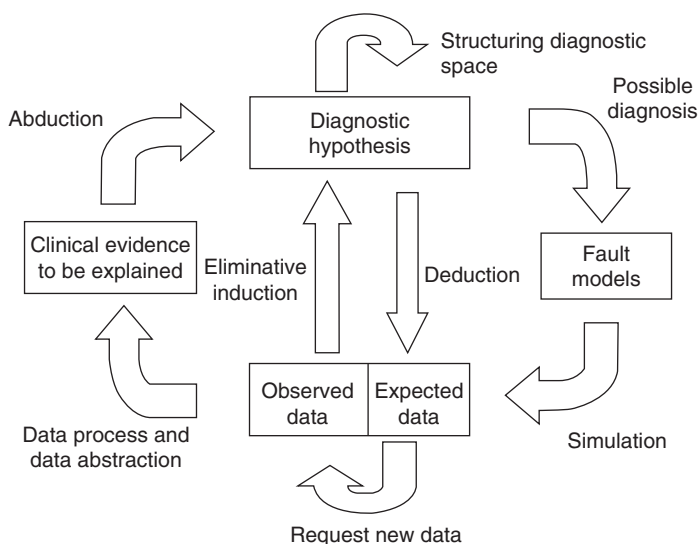 Structuring diagnostic
space
Possible
diagnosis
Abduction
Diagnostic
hypothesis
Clinical evidence
to be explained
Eliminative
induction
Deduction
Fault
models
Observed
data
Expected
data
Data process and
data abstraction
Simulation
Request new data